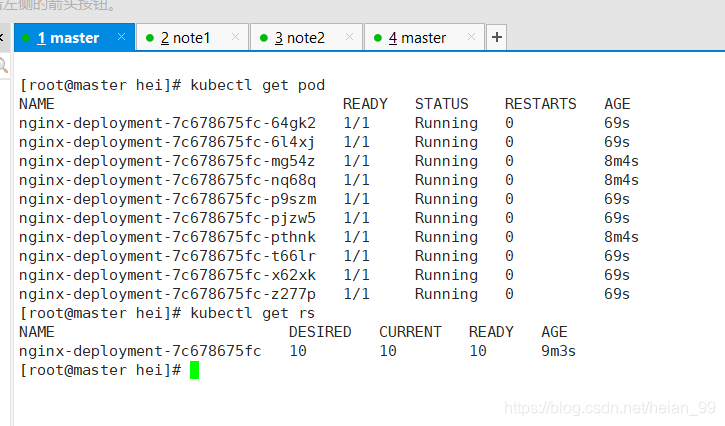 击左侧的箭头按钮。
1 master × 2 note1 × 3 note2 × 4 master × +
[root@master hei]# kubectl get pod
NAME READY STATUS RESTARTS AGE
nginx-deployment-7c678675fc-64gk2 1/1 Running 0 69s
nginx-deployment-7c678675fc-6l4xj 1/1 Running 0 69s
nginx-deployment-7c678675fc-mg54z 1/1 Running 0 8m4s
nginx-deployment-7c678675fc-nq68q 1/1 Running 0 8m4s
nginx-deployment-7c678675fc-p9szm 1/1 Running 0 69s
nginx-deployment-7c678675fc-pjzw5 1/1 Running 0 69s
nginx-deployment-7c678675fc-pthnk 1/1 Running 0 8m4s
nginx-deployment-7c678675fc-t66lr 1/1 Running 0 69s
nginx-deployment-7c678675fc-x62xk 1/1 Running 0 69s
nginx-deployment-7c678675fc-z277p 1/1 Running 0 69s
[root@master hei]# kubectl get rs
NAME DESIRED CURRENT READY AGE
nginx-deployment-7c678675fc 10 10 10 9m3s
[root@master hei]#
https://blog.csdn.net/heian_99